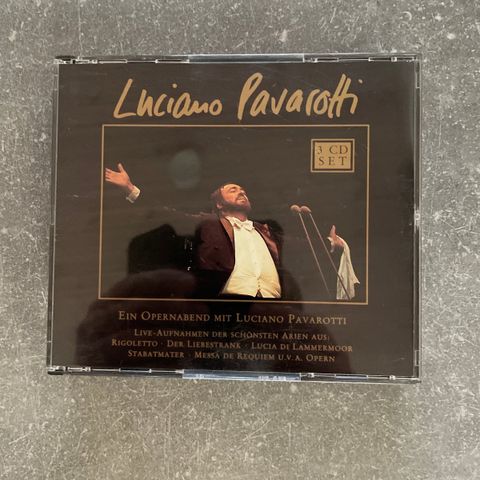 Luciano Pavarotti
3 CD
SET
EIN OPERNABEND MIT LUCIANO PAVAROTTI
LIVE-AUFNAHMEN DER SCHÖNSTEN ARIEN AUS:
RIGOLETTO · DER LIEBESTRANK · LUCIA DI LAMMERMOOR
STABATMATER · MESSA DE REQUIEM U.V.A. OPERN